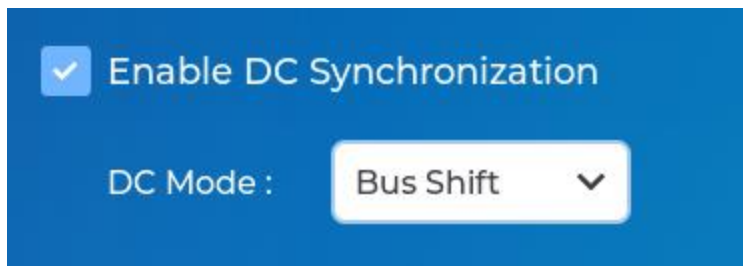 Enable DC Synchronization
DC Mode : Bus Shift